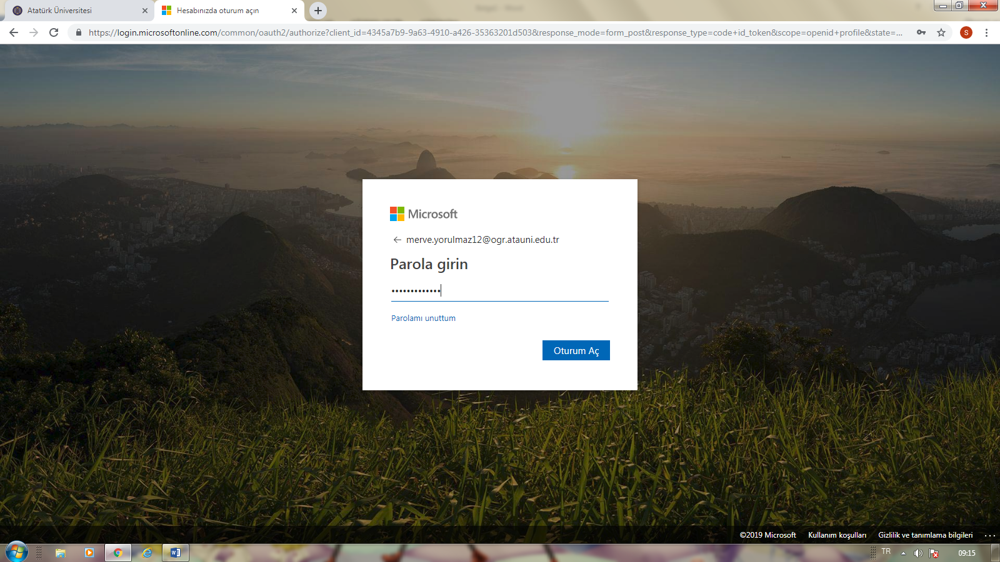 Atatürk Üniversitesi
Hesabınızda oturum açın
https://login.microsoftonline.com/common/oauth2/authorize?client_id=4345a7b9-9a63-4910-a426-35363201d503&response_mode=form_post&response_type=code+id_token&scope=openid+profile&state=...
S
Microsoft
merve.yorulmaz12@ogr.atauni.edu.tr
Parola girin
•••••••••••••
Parolamı unuttum
Oturum Aç
©2019 Microsoft Kullanım koşulları Gizlilik ve tanımlama bilgileri ...
TR 09:15